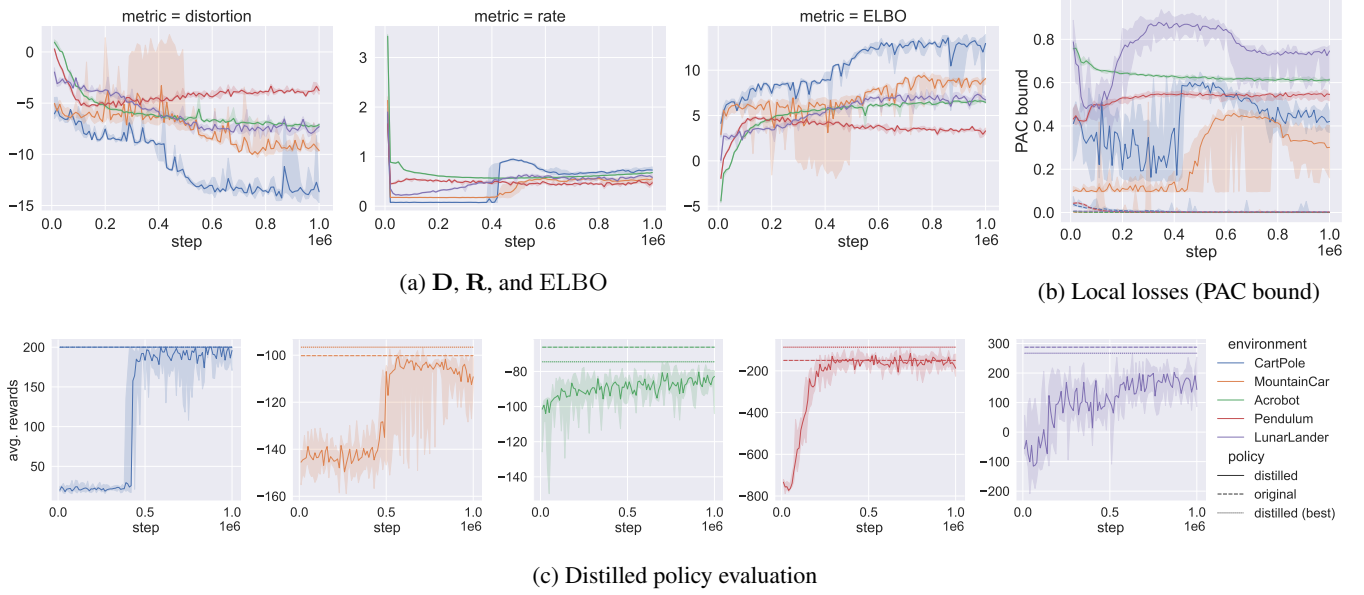 metric = distortion
metric = rate
metric = ELBO
0
−5
−10
−15
0.0 0.2 0.4 0.6 0.8 1.0
step
1e6
3
2
1
0
0.0 0.2 0.4 0.6 0.8 1.0
step
1e6
10
5
0
−5
0.0 0.2 0.4 0.6 0.8 1.0
step
1e6
(a) D, R, and ELBO
PAC bound
0.8
0.6
0.4
0.2
0.0
0.0 0.2 0.4 0.6 0.8 1.0
step
1e6
(b) Local losses (PAC bound)
avg. rewards
200
150
100
50
0.0 0.5 1.0
step
1e6
−100
−120
−140
−160
0.0 0.5 1.0
step
1e6
−80
−100
−120
−140
0.0 0.5 1.0
step
1e6
−200
−400
−600
−800
0.0 0.5 1.0
step
1e6
300
200
100
0
−100
−200
0.0 0.5 1.0
step
1e6
environment
CartPole
MountainCar
Acrobot
Pendulum
LunarLander
policy
distilled
original
distilled (best)
(c) Distilled policy evaluation